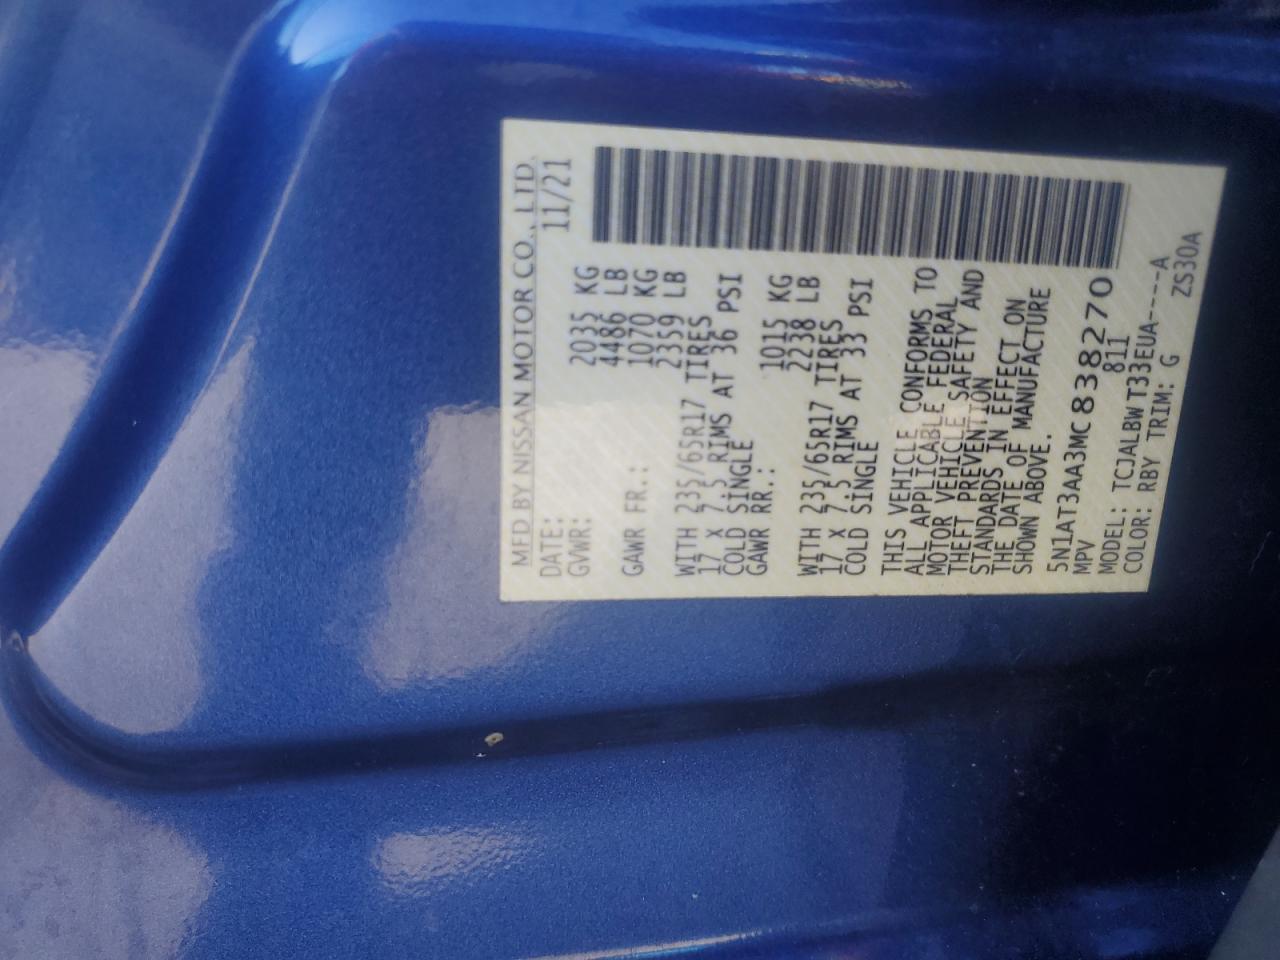 MFD BY NISSAN MOTOR CO., LTD.
DATE: 11/21
GVWR: 2035 KG
4486 LB
GAWR FR.: 1070 KG
2359 LB
WITH 235/65R17 TIRES
17 X 7.5 RIMS AT 36 PSI
COLD SINGLE
GAWR RR.: 1015 KG
2238 LB
WITH 235/65R17 TIRES
17 X 7.5 RIMS AT 33 PSI
COLD SINGLE
THIS VEHICLE CONFORMS TO
ALL APPLICABLE FEDERAL
MOTOR VEHICLE SAFETY AND
THEFT PREVENTION
STANDARDS IN EFFECT ON
THE DATE OF MANUFACTURE
SHOWN ABOVE.
5N1AT3AA3MC838270
MPV 811
MODEL: TCJALBWT33EUA----A
COLOR: RBY TRIM: G ZS30A